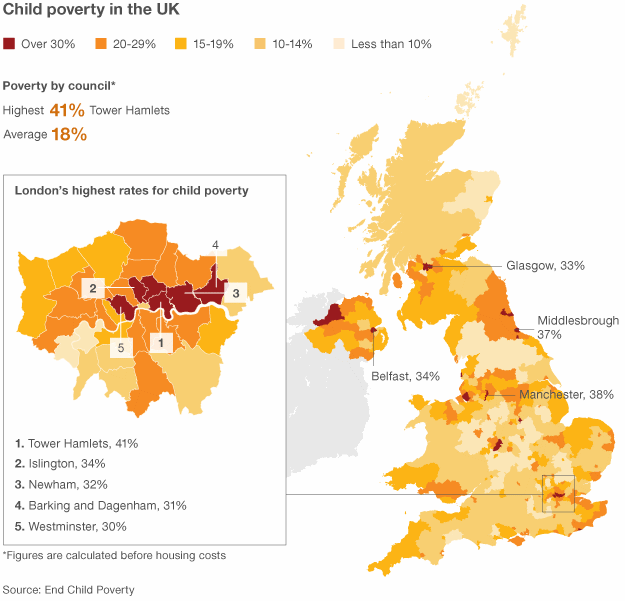 Child poverty in the UK
Over 30%
20-29%
15-19%
10-14%
Less than 10%
Poverty by council*
Highest 41% Tower Hamlets
Average 18%
London's highest rates for child poverty
4
2
3
5
1
1. Tower Hamlets, 41%
2. Islington, 34%
3. Newham, 32%
4. Barking and Dagenham, 31%
5. Westminster, 30%
Glasgow, 33%
Middlesbrough
37%
Belfast, 34%
Manchester, 38%
*Figures are calculated before housing costs
Source: End Child Poverty